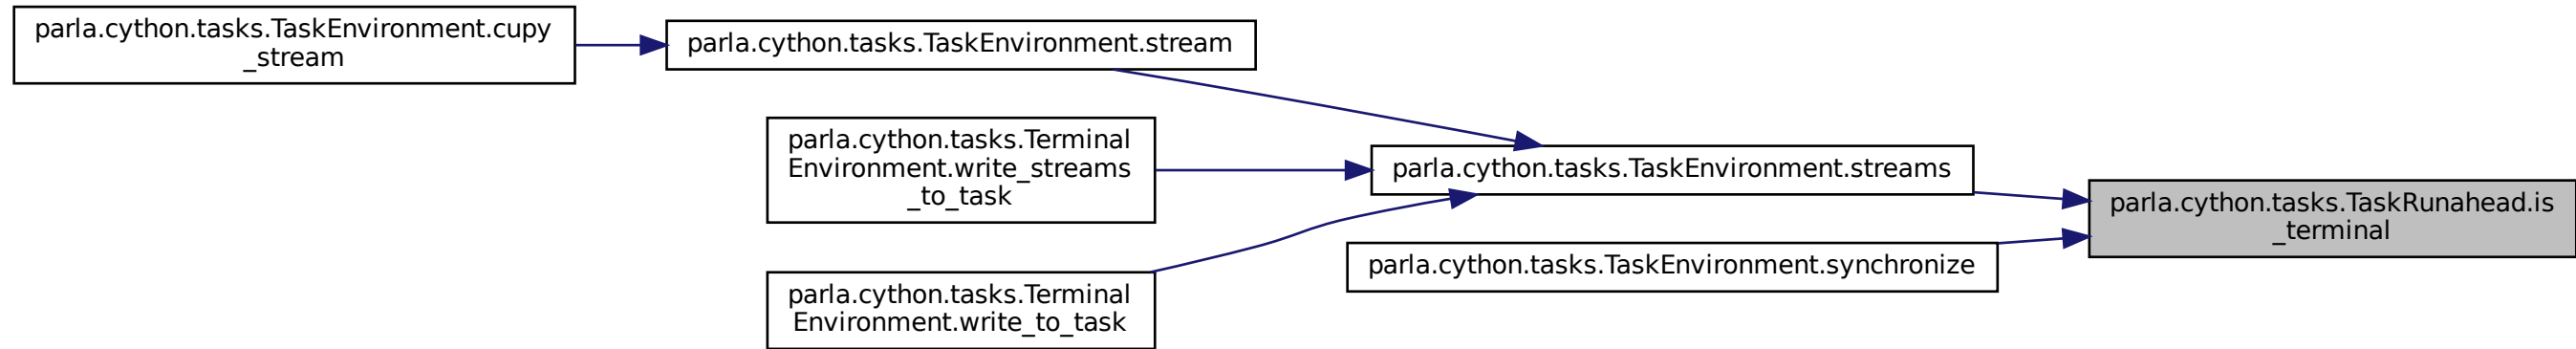 parla.cython.tasks.TaskEnvironment.cupy
_stream
parla.cython.tasks.TaskEnvironment.stream
parla.cython.tasks.Terminal
Environment.write_streams
_to_task
parla.cython.tasks.Terminal
Environment.write_to_task
parla.cython.tasks.TaskEnvironment.streams
parla.cython.tasks.TaskEnvironment.synchronize
parla.cython.tasks.TaskRunahead.is
_terminal